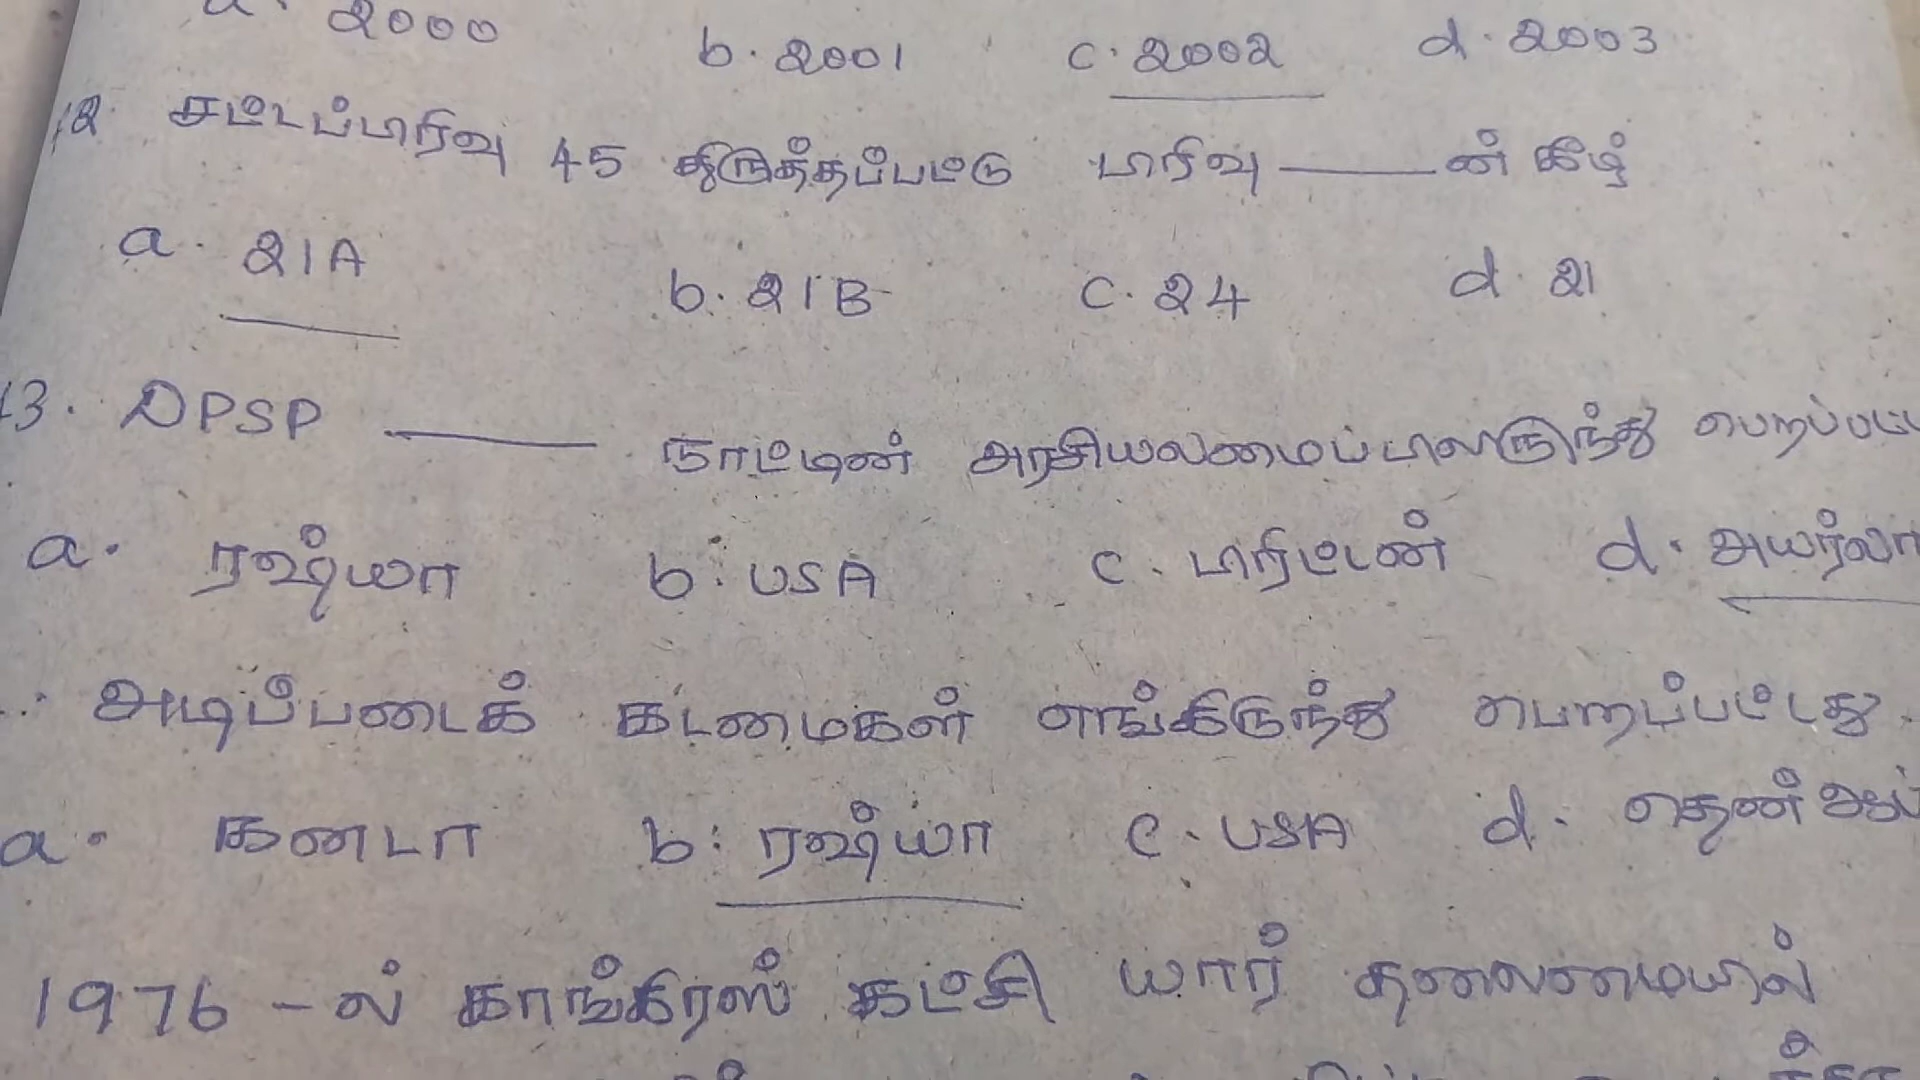 a. 2000 b. 2001 c. 2002 d. 2003
12. சட்டப்பிரிவு 45 திருத்தப்பட்டு பிரிவு ——— ன் கீழ்
a. 21A b. 21B c. 24 d. 21
13. DPSP ——— நாட்டின் அரசியலமைப்பிலிருந்து பெறப்பட்
a. ரஷ்யா b. USA c. பிரிட்டன் d. அயர்லா
அடிப்படைக் கடமைகள் எங்கிருந்து பெறப்பட்டது.
a. கனடா b. ரஷ்யா c. USA d. தென் ஆப்
1976 -ல் காங்கிரஸ் கட்சி யார் தலைமையில்